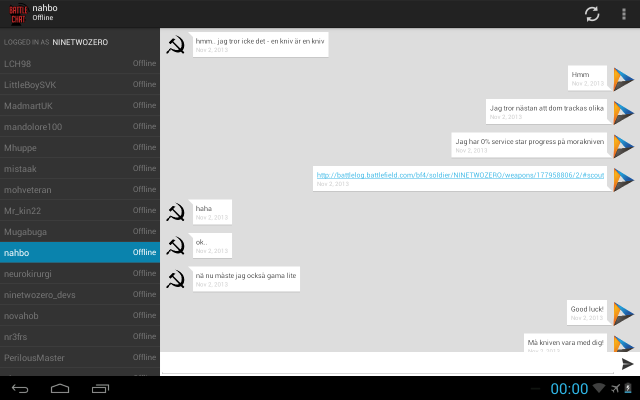 BATTLE CHAT
nahbo
Offline
LOGGED IN AS NINETWOZERO
LCH98 Offline
LittleBoySVK Offline
MadmartUK Offline
mandolore100 Offline
Mhuppe Offline
mistaak Offline
mohveteran Offline
Mr_kin22 Offline
Mugabuga Offline
nahbo Offline
neurokirurgi Offline
ninetwozero_devs Offline
novahob Offline
nr3frs Offline
PerilousMaster Offline
hmm.. jag tror icke det - en kniv är en kniv
Nov 2, 2013
Hmm
Nov 2, 2013
Jag tror nästan att dom trackas olika
Nov 2, 2013
Jag har 0% service star progress på morakniven
Nov 2, 2013
http://battlelog.battlefield.com/bf4/soldier/NINETWOZERO/weapons/177958806/2/#scout
Nov 2, 2013
haha
Nov 2, 2013
ok..
Nov 2, 2013
nä nu måste jag också gama lite
Nov 2, 2013
Good luck!
Nov 2, 2013
Må kniven vara med dig!
Nov 2, 2013
00:00